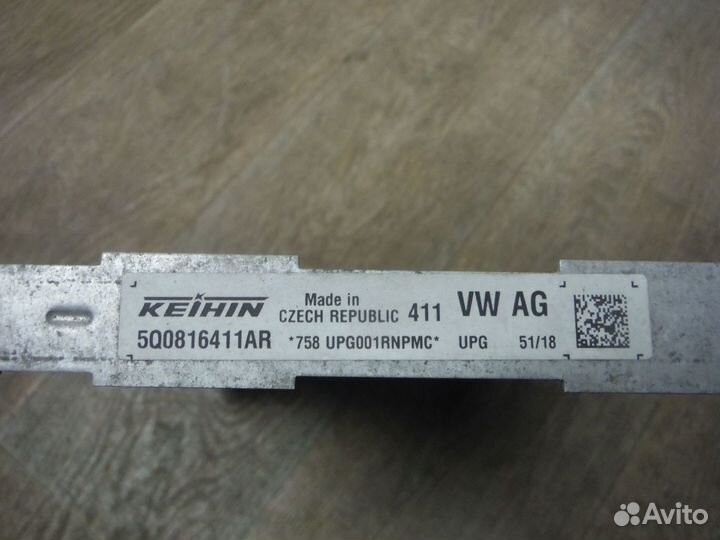 KEIHIN Made in CZECH REPUBLIC 411 VW AG
5Q0816411AR *758 UPG001RNPMC* UPG 51/18
Avito